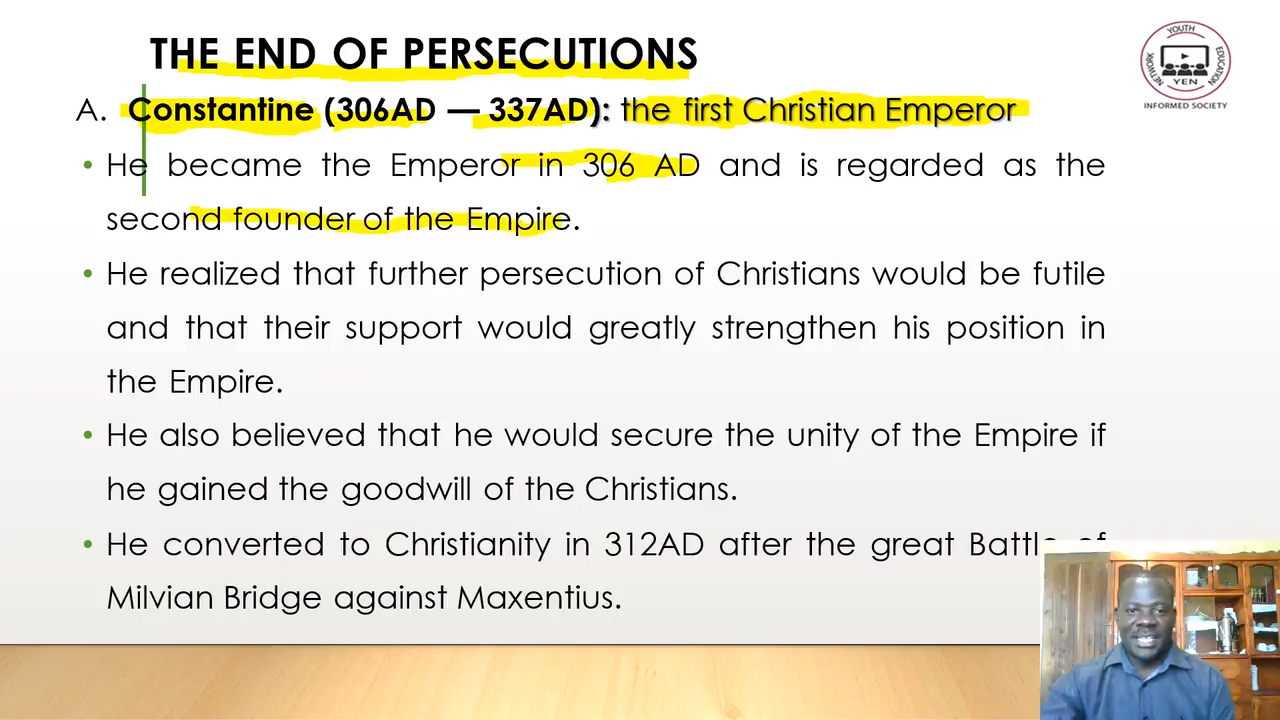 THE END OF PERSECUTIONS
A. Constantine (306AD — 337AD): the first Christian Emperor
• He became the Emperor in 306 AD and is regarded as the
second founder of the Empire.
• He realized that further persecution of Christians would be futile
and that their support would greatly strengthen his position in
the Empire.
• He also believed that he would secure the unity of the Empire if
he gained the goodwill of the Christians.
• He converted to Christianity in 312AD after the great Battle of
Milvian Bridge against Maxentius.
YOUTH
EDUCATION
NETWORK
YEN
INFORMED SOCIETY